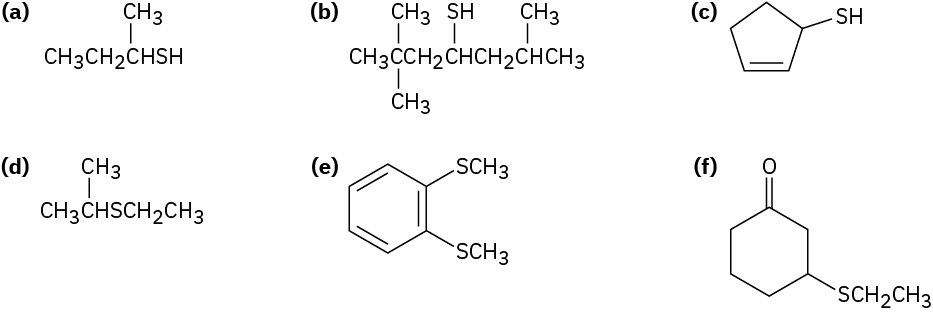 (a) CH₃
CH₃CH₂CHSH
(b) CH₃ SH CH₃
CH₃CCH₂CHCH₂CHCH₃
CH₃
(c) SH
(d) CH₃
CH₃CHSCH₂CH₃
(e) SCH₃
SCH₃
(f) O
SCH₂CH₃